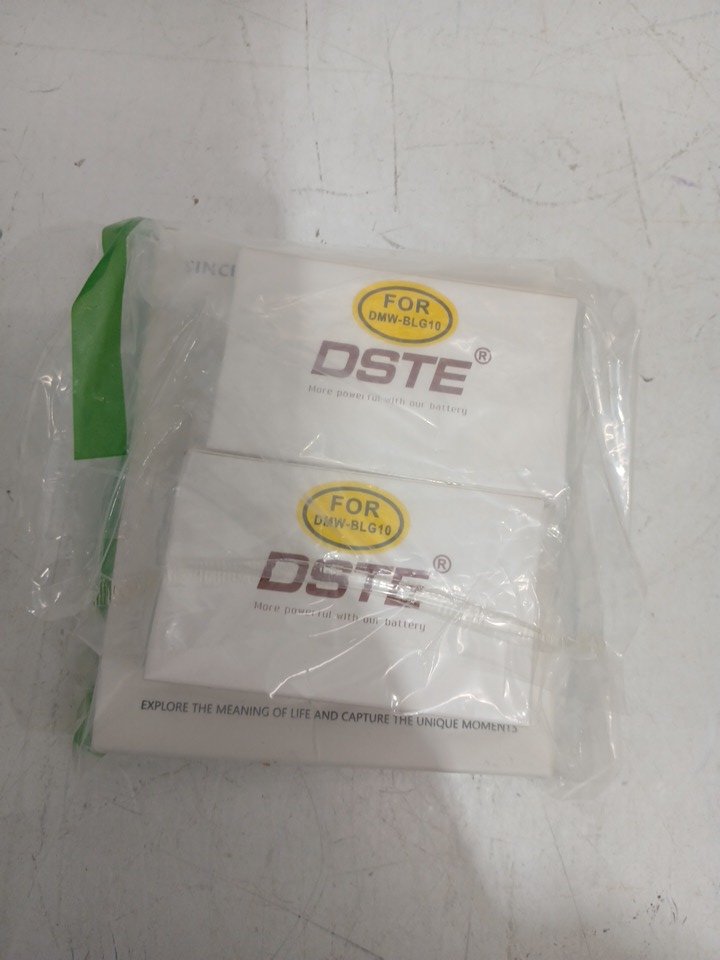 SINCE
FOR
DMW-BLG10
DSTE®
More powerful with our battery
FOR
DMW-BLG10
DSTE®
More powerful with our battery
EXPLORE THE MEANING OF LIFE AND CAPTURE THE UNIQUE MOMENTS